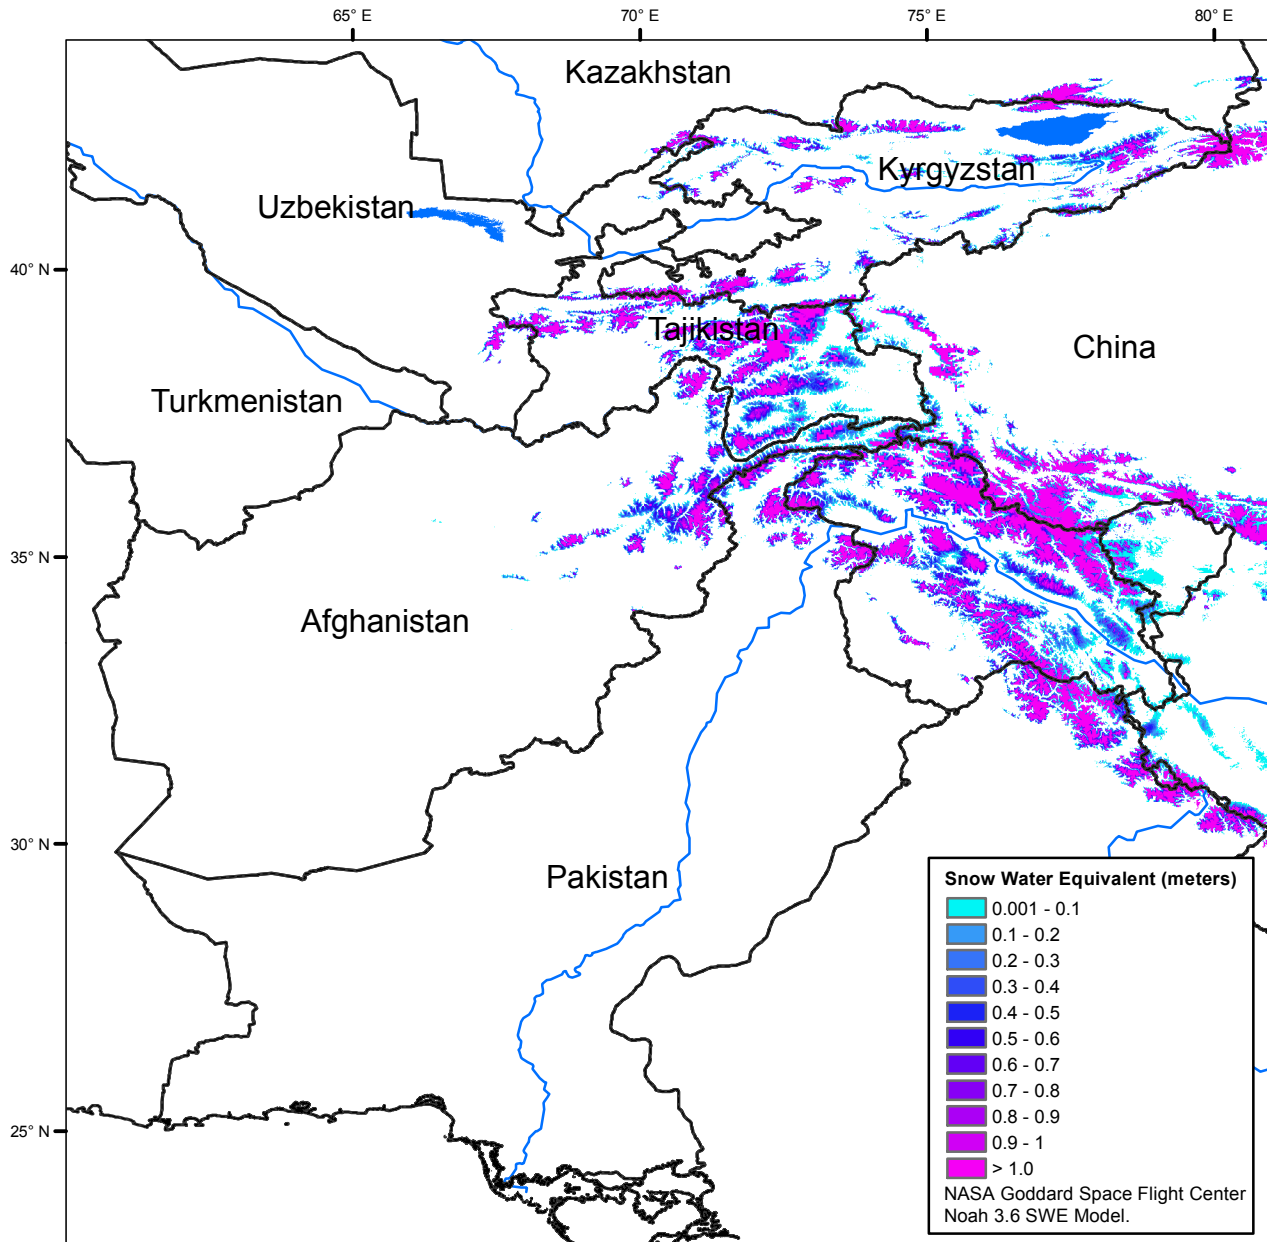 65° E
70° E
75° E
80° E
Kazakhstan
Kyrgyzstan
Uzbekistan
40° N
Tajikistan
China
Turkmenistan
35° N
Afghanistan
30° N
Pakistan
25° N
Snow Water Equivalent (meters)
0.001 - 0.1
0.1 - 0.2
0.2 - 0.3
0.3 - 0.4
0.4 - 0.5
0.5 - 0.6
0.6 - 0.7
0.7 - 0.8
0.8 - 0.9
0.9 - 1
> 1.0
NASA Goddard Space Flight Center
Noah 3.6 SWE Model.